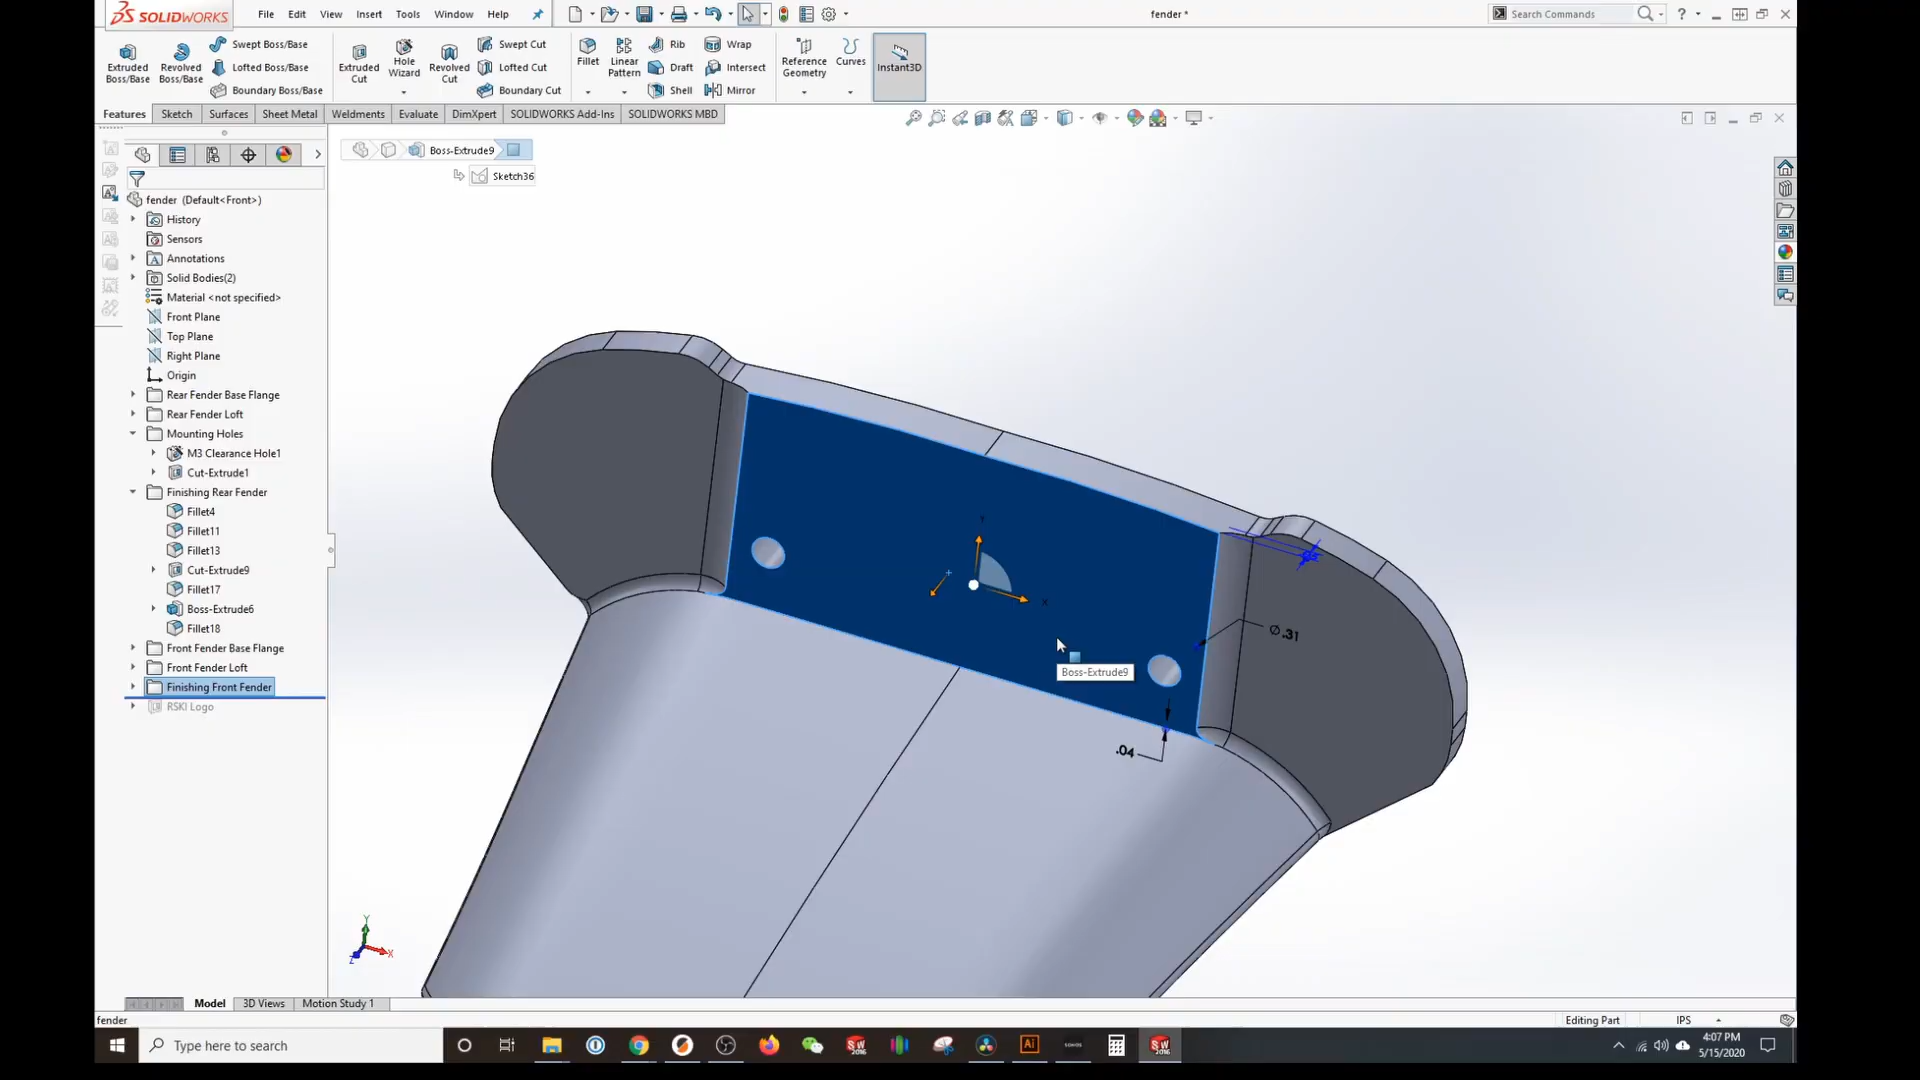 SOLIDWORKS File Edit View Insert Tools Window Help fender * Search Commands ?
Extruded Boss/Base
Revolved Boss/Base
Swept Boss/Base
Lofted Boss/Base
Boundary Boss/Base
Extruded Cut
Hole Wizard
Revolved Cut
Swept Cut
Lofted Cut
Boundary Cut
Fillet
Linear Pattern
Rib
Draft
Shell
Wrap
Intersect
Mirror
Reference Geometry
Curves
Instant3D
Features Sketch Surfaces Sheet Metal Weldments Evaluate DimXpert SOLIDWORKS Add-Ins SOLIDWORKS MBD
Boss-Extrude9
Sketch36
fender (Default<Front>)
History
Sensors
Annotations
Solid Bodies(2)
Material <not specified>
Front Plane
Top Plane
Right Plane
Origin
Rear Fender Base Flange
Rear Fender Loft
Mounting Holes
M3 Clearance Hole1
Cut-Extrude1
Finishing Rear Fender
Fillet4
Fillet11
Fillet13
Cut-Extrude9
Fillet17
Boss-Extrude6
Fillet18
Front Fender Base Flange
Front Fender Loft
Finishing Front Fender
RSKI Logo
Y
X
Ø.31
Boss-Extrude9
.04
Y
X
Z
Model 3D Views Motion Study 1
fender Editing Part IPS
Type here to search
4:07 PM
5/15/2020